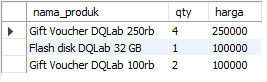 nama_produk qty harga
Gift Voucher DQLab 250rb 4 250000
Flash disk DQLab 32 GB 1 100000
Gift Voucher DQLab 100rb 2 100000